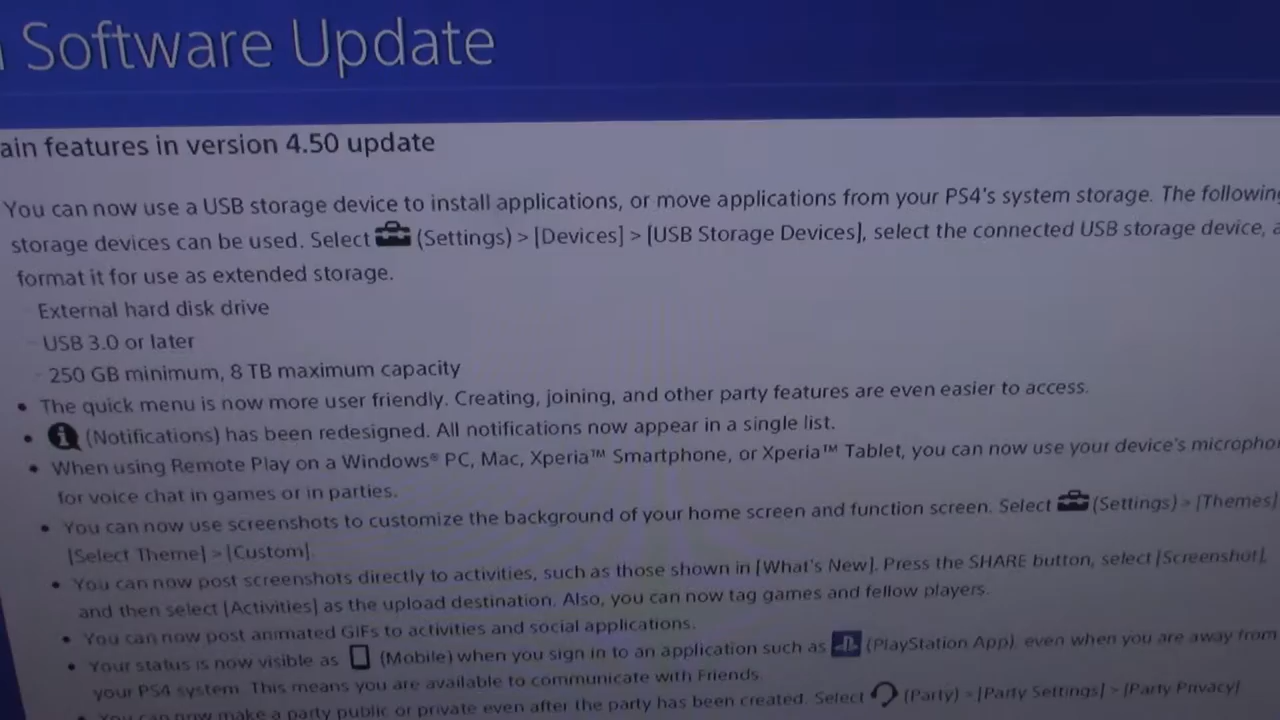 Software Update
ain features in version 4.50 update
You can now use a USB storage device to install applications, or move applications from your PS4's system storage. The following
storage devices can be used. Select (Settings) > [Devices] > [USB Storage Devices], select the connected USB storage device, a
format it for use as extended storage.
- External hard disk drive
- USB 3.0 or later
- 250 GB minimum, 8 TB maximum capacity
• The quick menu is now more user friendly. Creating, joining, and other party features are even easier to access.
• (Notifications) has been redesigned. All notifications now appear in a single list.
• When using Remote Play on a Windows® PC, Mac, Xperia™ Smartphone, or Xperia™ Tablet, you can now use your device's micropho
for voice chat in games or in parties.
• You can now use screenshots to customize the background of your home screen and function screen. Select (Settings) > [Themes]
[Select Theme] > [Custom].
• You can now post screenshots directly to activities, such as those shown in [What's New]. Press the SHARE button, select [Screenshot],
and then select [Activities] as the upload destination. Also, you can now tag games and fellow players.
• You can now post animated GIFs to activities and social applications.
• Your status is now visible as (Mobile) when you sign in to an application such as (PlayStation App), even when you are away from
your PS4 system. This means you are available to communicate with Friends.
• You can now make a party public or private even after the party has been created. Select (Party) > [Party Settings] > [Party Privacy]